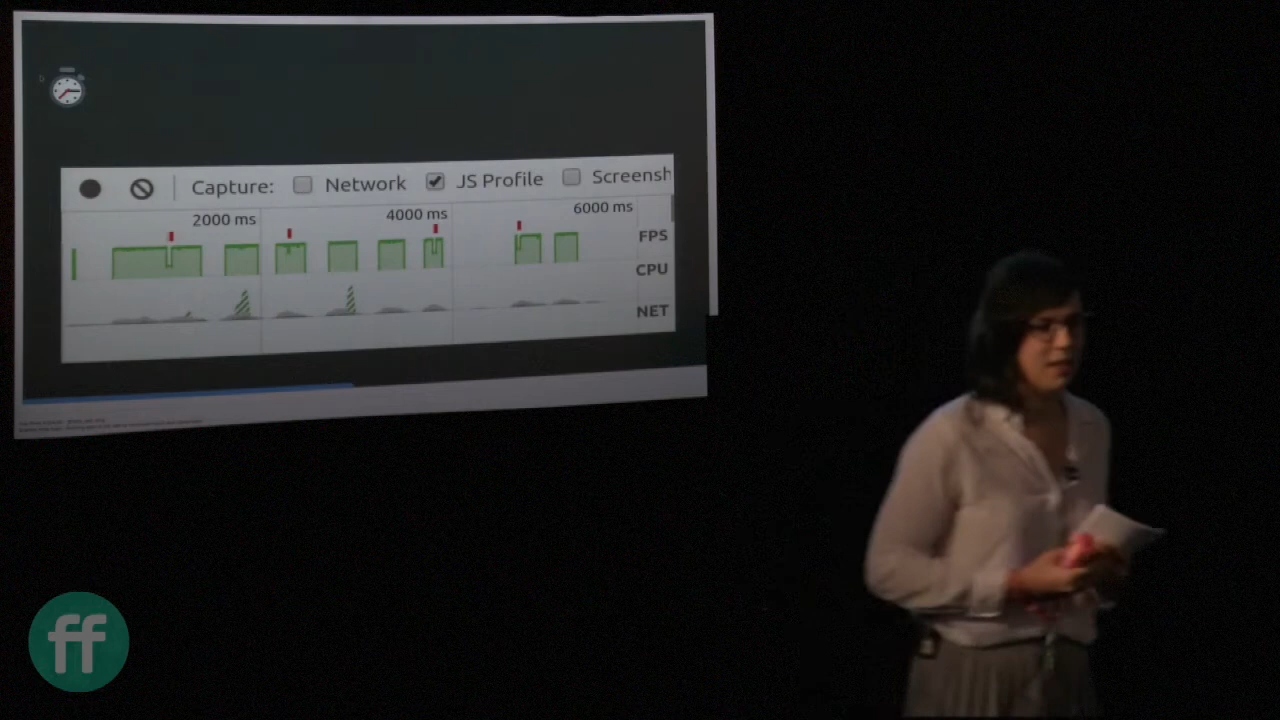 Capture: Network JS Profile Screensh
2000 ms 4000 ms 6000 ms
FPS
CPU
NET
ff